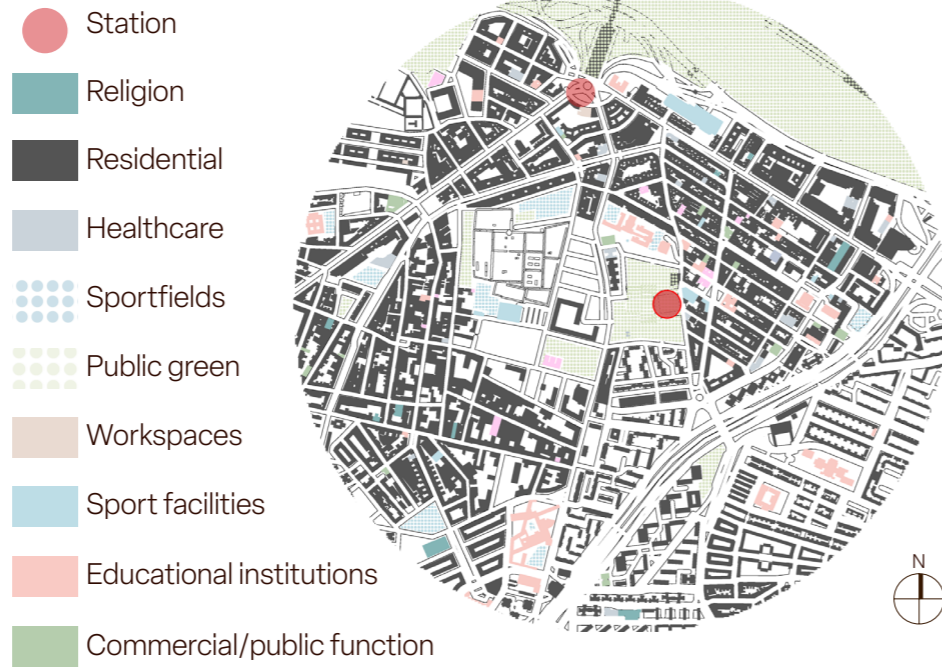 Station
Religion
Residential
Healthcare
Sportfields
Public green
Workspaces
Sport facilities
Educational institutions
Commercial/public function
N